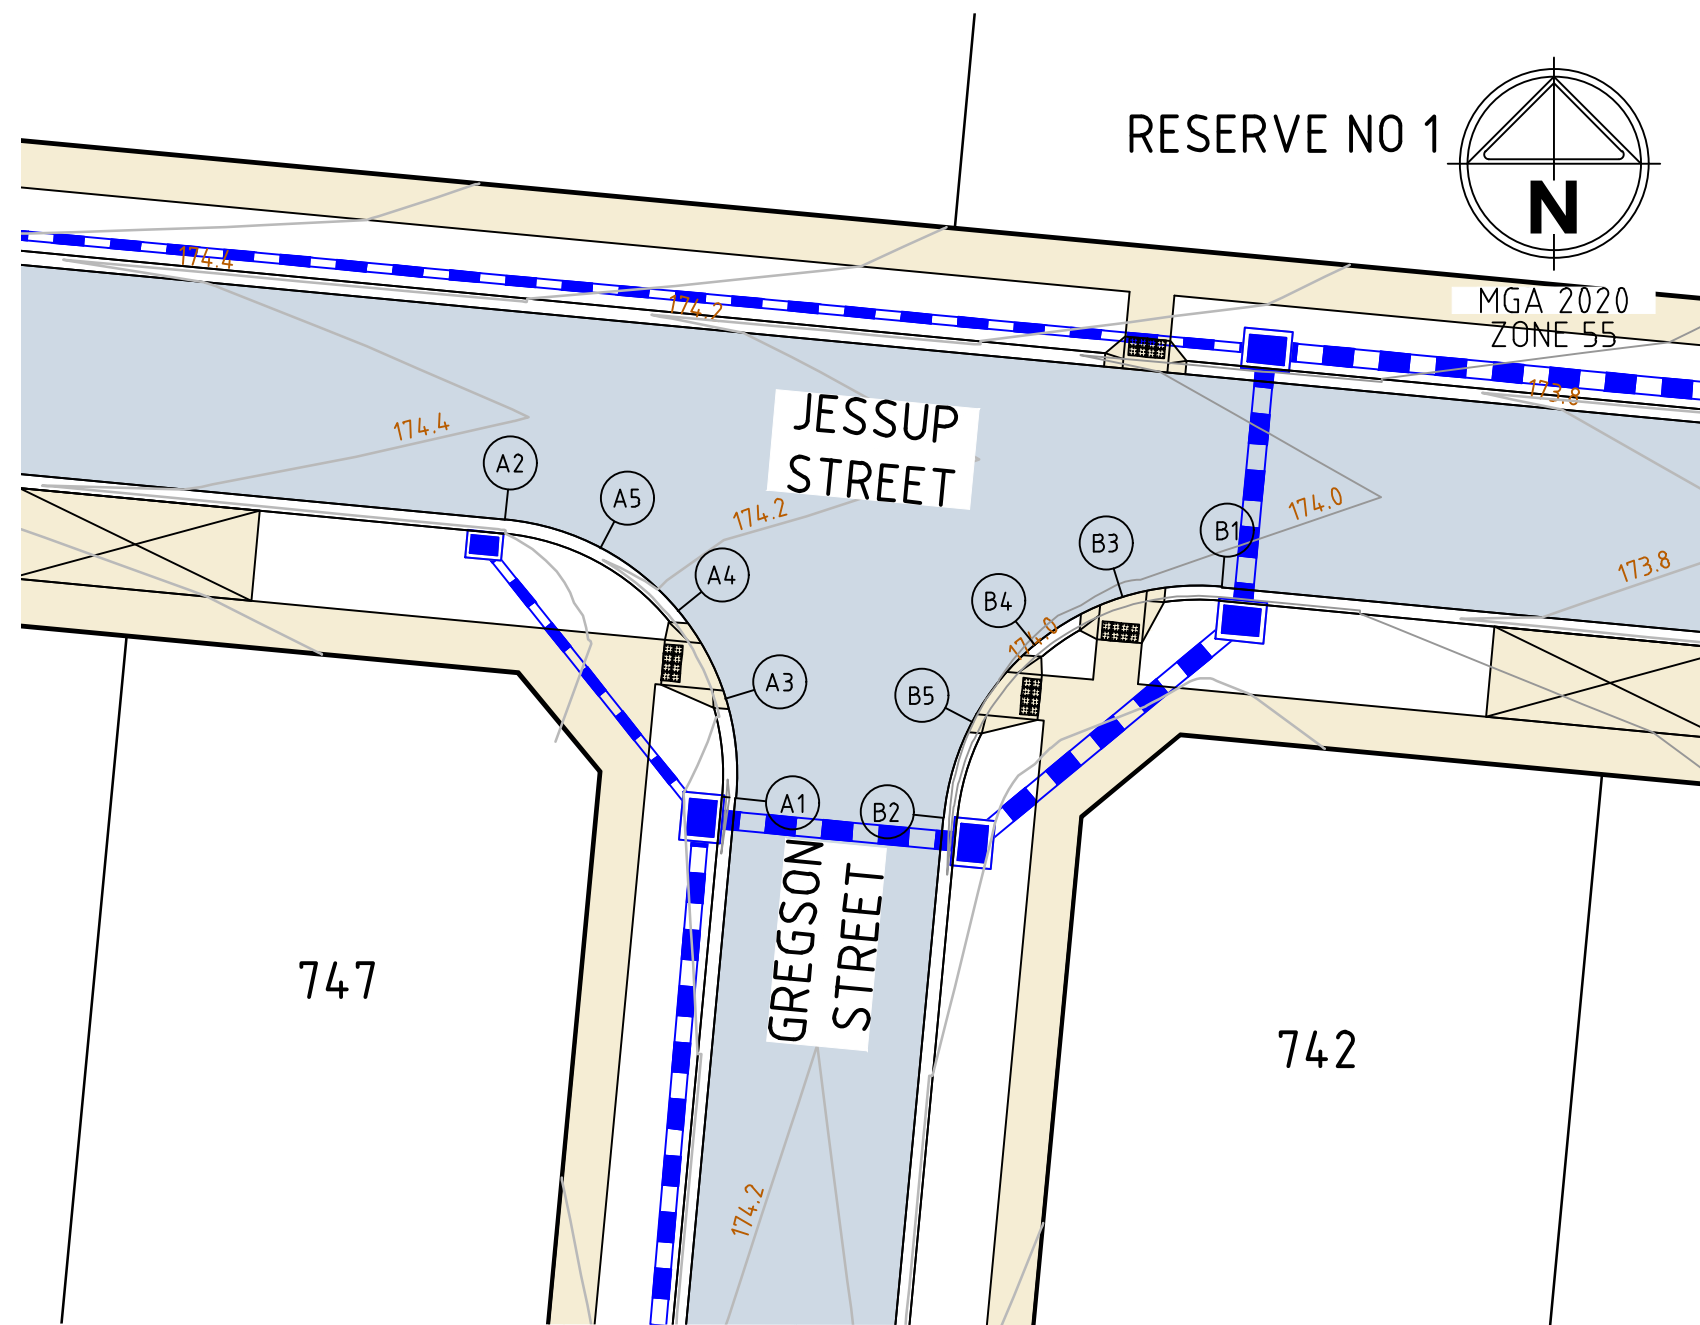 RESERVE NO 1
N
MGA 2020
ZONE 55
174.4
174.2
173.8
JESSUP
STREET
174.4
174.2
174.0
173.8
174.0
A2
A5
A4
A3
A1
B1
B3
B4
B5
B2
GREGSON
STREET
747
742
174.2